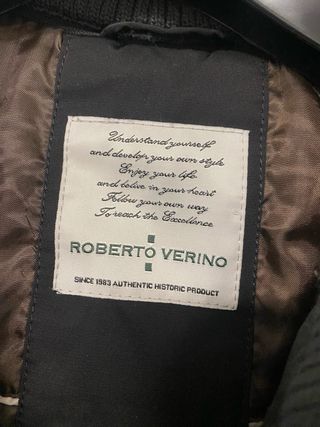 Understand yourself
and develop your own style
Enjoy your life
and belive in your heart
Follow your own way
To reach the Excellence
ROBERTO VERINO
SINCE 1983 AUTHENTIC HISTORIC PRODUCT